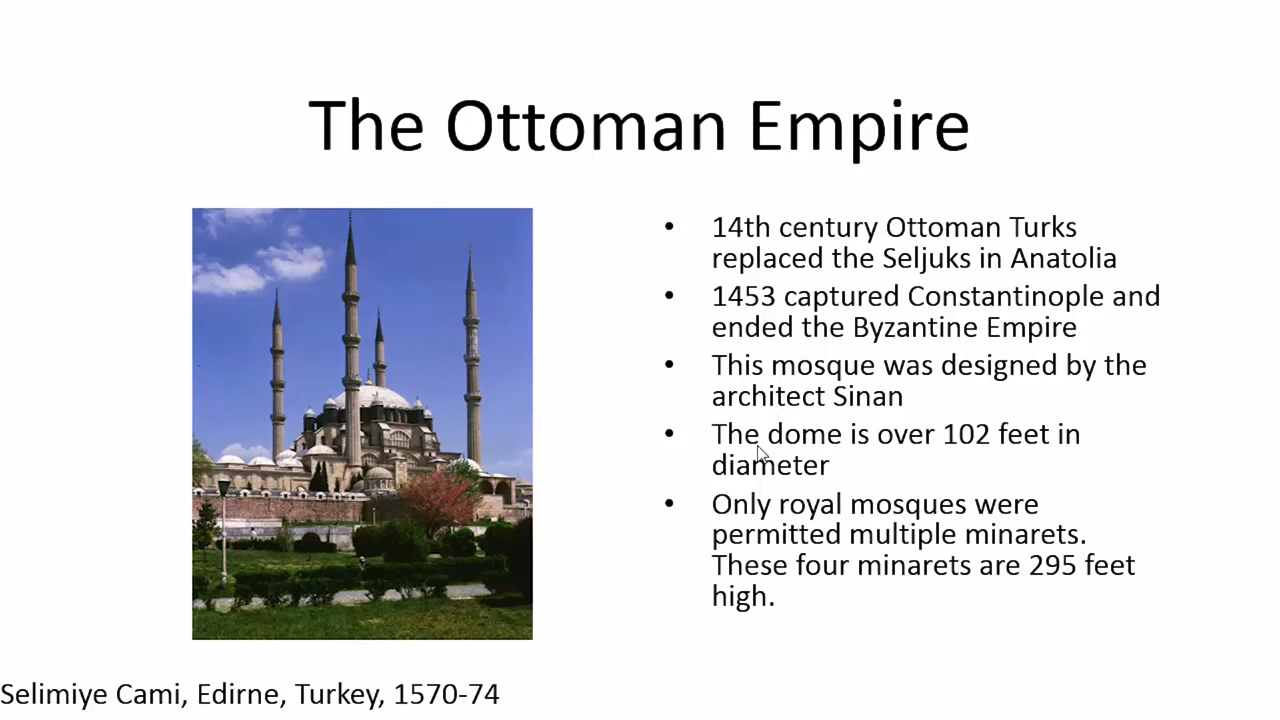 The Ottoman Empire
• 14th century Ottoman Turks
replaced the Seljuks in Anatolia
• 1453 captured Constantinople and
ended the Byzantine Empire
• This mosque was designed by the
architect Sinan
• The dome is over 102 feet in
diameter
• Only royal mosques were
permitted multiple minarets.
These four minarets are 295 feet
high.
Selimiye Cami, Edirne, Turkey, 1570-74